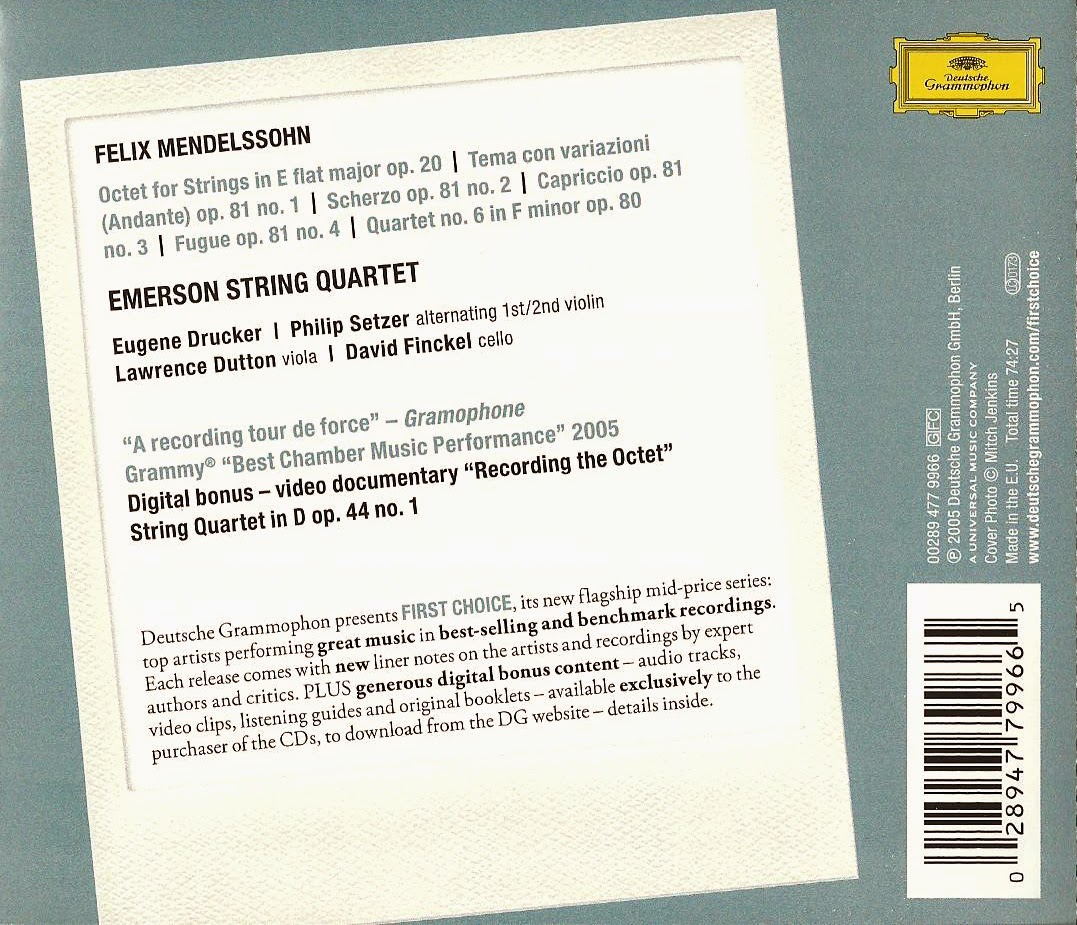 FELIX MENDELSSOHN
Octet for Strings in E flat major op. 20 | Tema con variazioni
(Andante) op. 81 no. 1 | Scherzo op. 81 no. 2 | Capriccio op. 81
no. 3 | Fugue op. 81 no. 4 | Quartet no. 6 in F minor op. 80
EMERSON STRING QUARTET
Eugene Drucker | Philip Setzer alternating 1st/2nd violin
Lawrence Dutton viola | David Finckel cello
“A recording tour de force” – Gramophone
Grammy® “Best Chamber Music Performance” 2005
Digital bonus – video documentary “Recording the Octet”
String Quartet in D op. 44 no. 1
Deutsche Grammophon presents FIRST CHOICE, its new flagship mid-price series:
top artists performing great music in best-selling and benchmark recordings.
Each release comes with new liner notes on the artists and recordings by expert
authors and critics. PLUS generous digital bonus content – audio tracks,
video clips, listening guides and original booklets – available exclusively to the
purchaser of the CDs, to download from the DG website – details inside.
Deutsche
Grammophon
00289 477 9966 GFC
℗ 2005 Deutsche Grammophon GmbH, Berlin
A UNIVERSAL MUSIC COMPANY
Cover Photo © Mitch Jenkins
Made in the E.U. Total time 74:27
www.deutschegrammophon.com/firstchoice
0 28947 79966 5